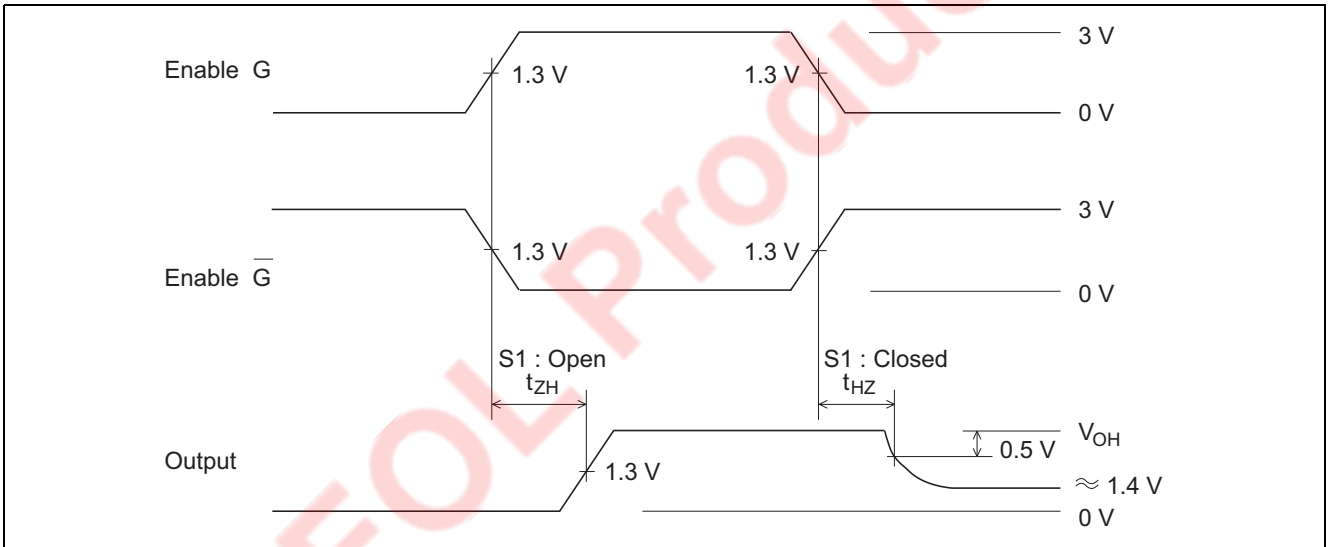 3 V
Enable G
1.3 V 1.3 V
0 V
3 V
1.3 V 1.3 V
Enable G̅
0 V
S1 : Open S1 : Closed
tZH tHZ
VOH
0.5 V
Output
1.3 V
≈ 1.4 V
0 V
EOL Produc